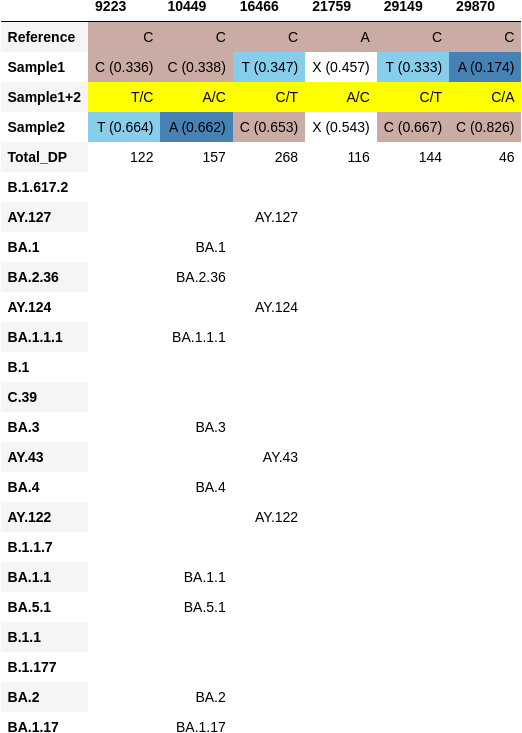 9223 10449 16466 21759 29149 29870
Reference C C C A C C
Sample1 C (0.336) C (0.338) T (0.347) X (0.457) T (0.333) A (0.174)
Sample1+2 T/C A/C C/T A/C C/T C/A
Sample2 T (0.664) A (0.662) C (0.653) X (0.543) C (0.667) C (0.826)
Total_DP 122 157 268 116 144 46
B.1.617.2
AY.127 AY.127
BA.1 BA.1
BA.2.36 BA.2.36
AY.124 AY.124
BA.1.1.1 BA.1.1.1
B.1
C.39
BA.3 BA.3
AY.43 AY.43
BA.4 BA.4
AY.122 AY.122
B.1.1.7
BA.1.1 BA.1.1
BA.5.1 BA.5.1
B.1.1
B.1.177
BA.2 BA.2
BA.1.17 BA.1.17